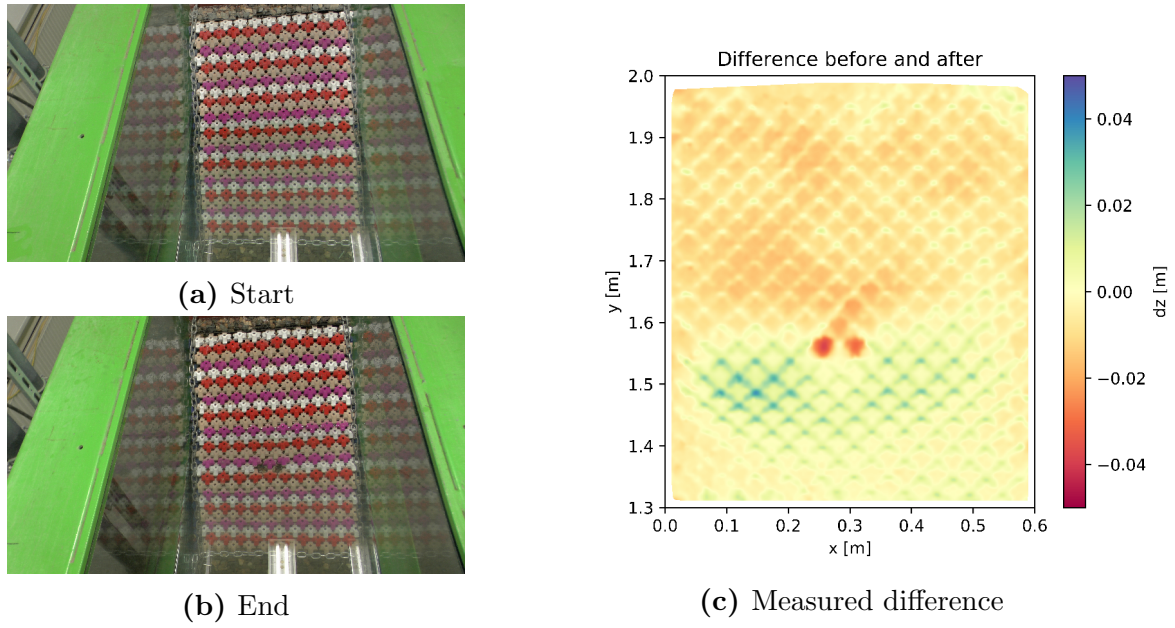 (a) Start
(b) End
Difference before and after
2.0
1.9
1.8
1.7
1.6
1.5
1.4
1.3
y [m]
0.0 0.1 0.2 0.3 0.4 0.5 0.6
x [m]
0.04
0.02
0.00
−0.02
−0.04
dz [m]
(c) Measured difference